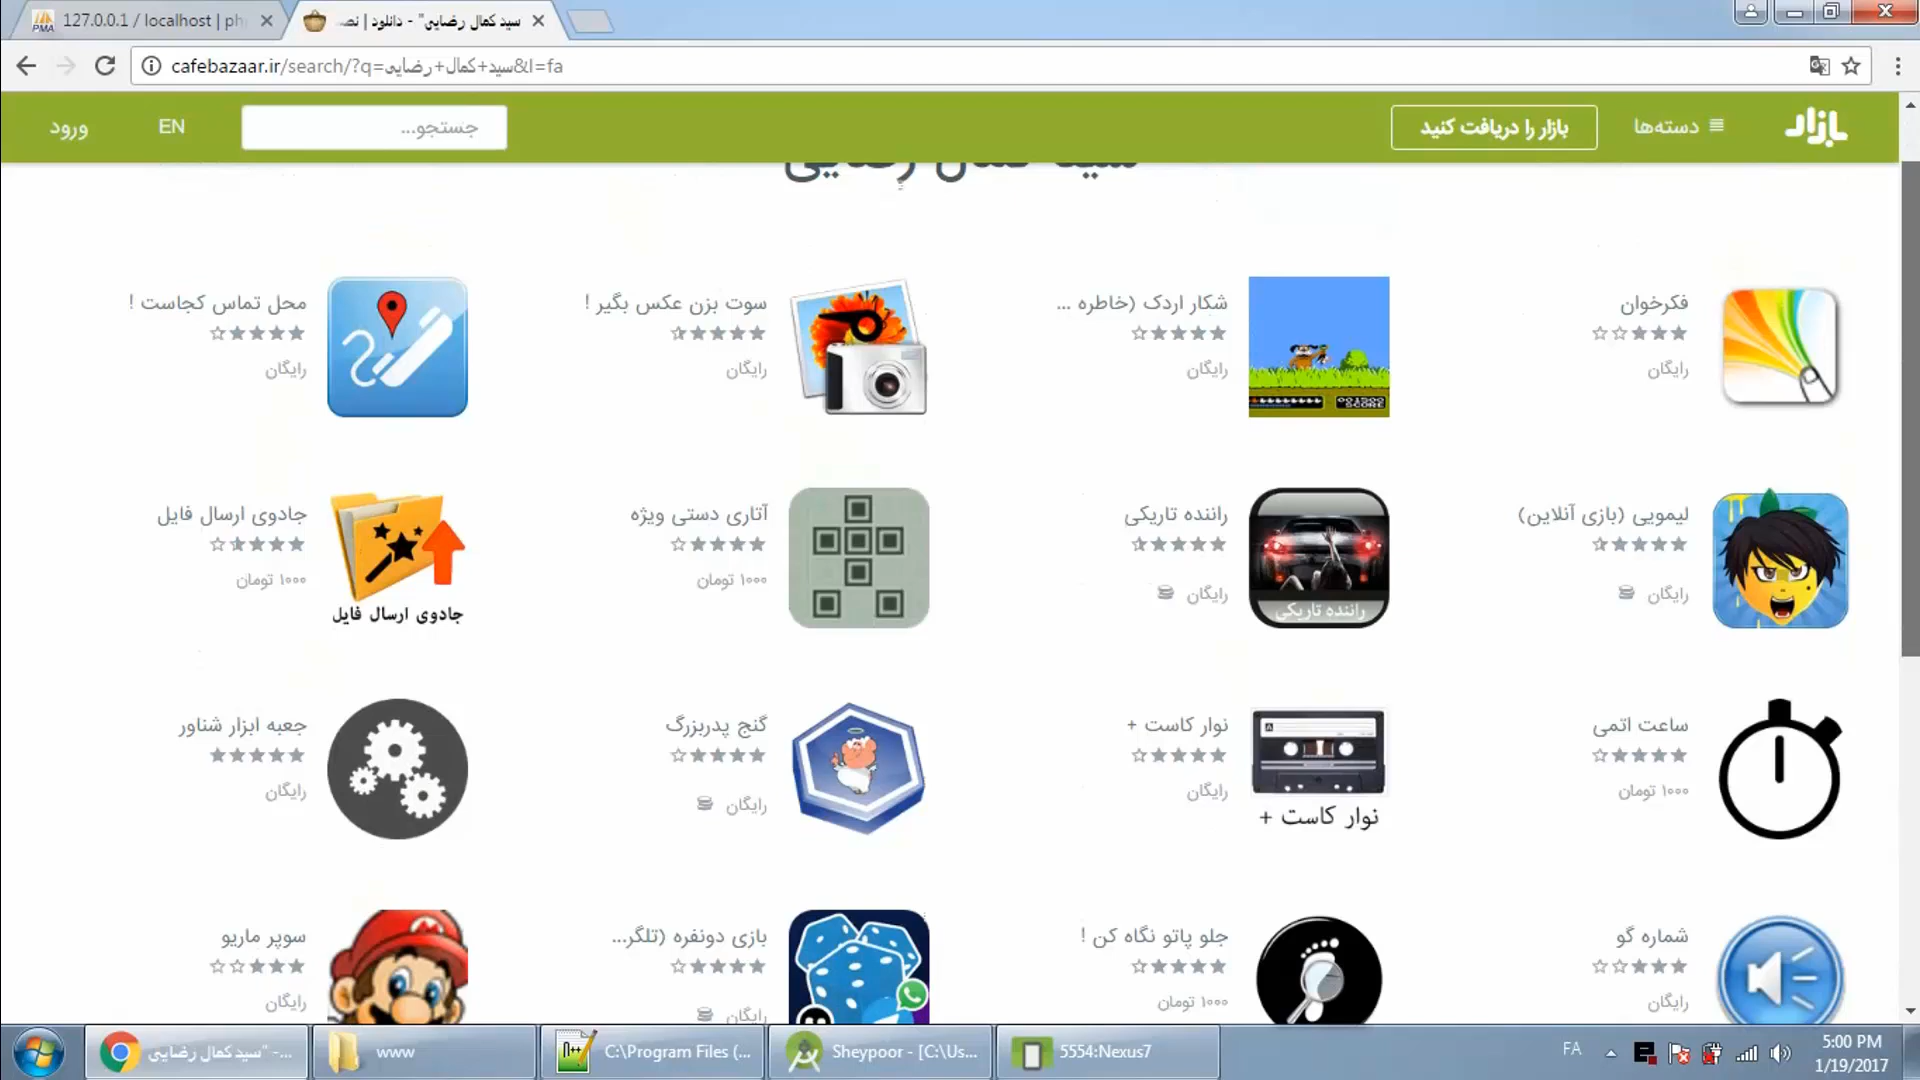 127.0.0.1 / localhost | ph
سید کمال رضایی" - دانلود | نص
cafebazaar.ir/search/?q=سید+کمال+رضایی&l=fa
بازار
دسته‌ها
بازار را دریافت کنید
جستجو...
EN
ورود
سید کمال رضایی
فکرخوان
رایگان
شکار اردک (خاطره ...
رایگان
سوت بزن عکس بگیر !
رایگان
محل تماس کجاست !
رایگان
لیمویی (بازی آنلاین)
رایگان
راننده تاریکی
رایگان
راننده تاریکی
آتاری دستی ویژه
۱۰۰۰ تومان
جادوی ارسال فایل
۱۰۰۰ تومان
جادوی ارسال فایل
ساعت اتمی
۱۰۰۰ تومان
نوار کاست +
رایگان
نوار کاست +
گنج پدربزرگ
رایگان
جعبه ابزار شناور
رایگان
شماره گو
رایگان
جلو پاتو نگاه کن !
۱۰۰۰ تومان
بازی دونفره (تلگر...
رایگان
سوپر ماریو
رایگان
"سید کمال رضایی -...
www
C:\Program Files (...
Sheypoor - [C:\Us...
5554:Nexus7
FA
5:00 PM
1/19/2017